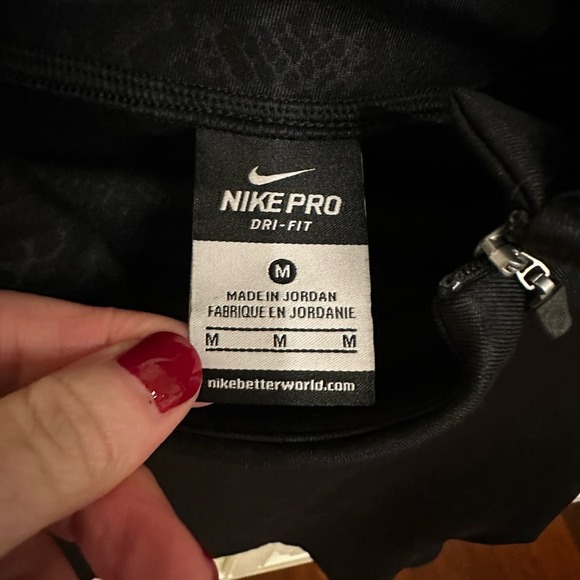 NIKE PRO
DRI-FIT
M
MADE IN JORDAN
FABRIQUE EN JORDANIE
M M M
nikebetterworld.com